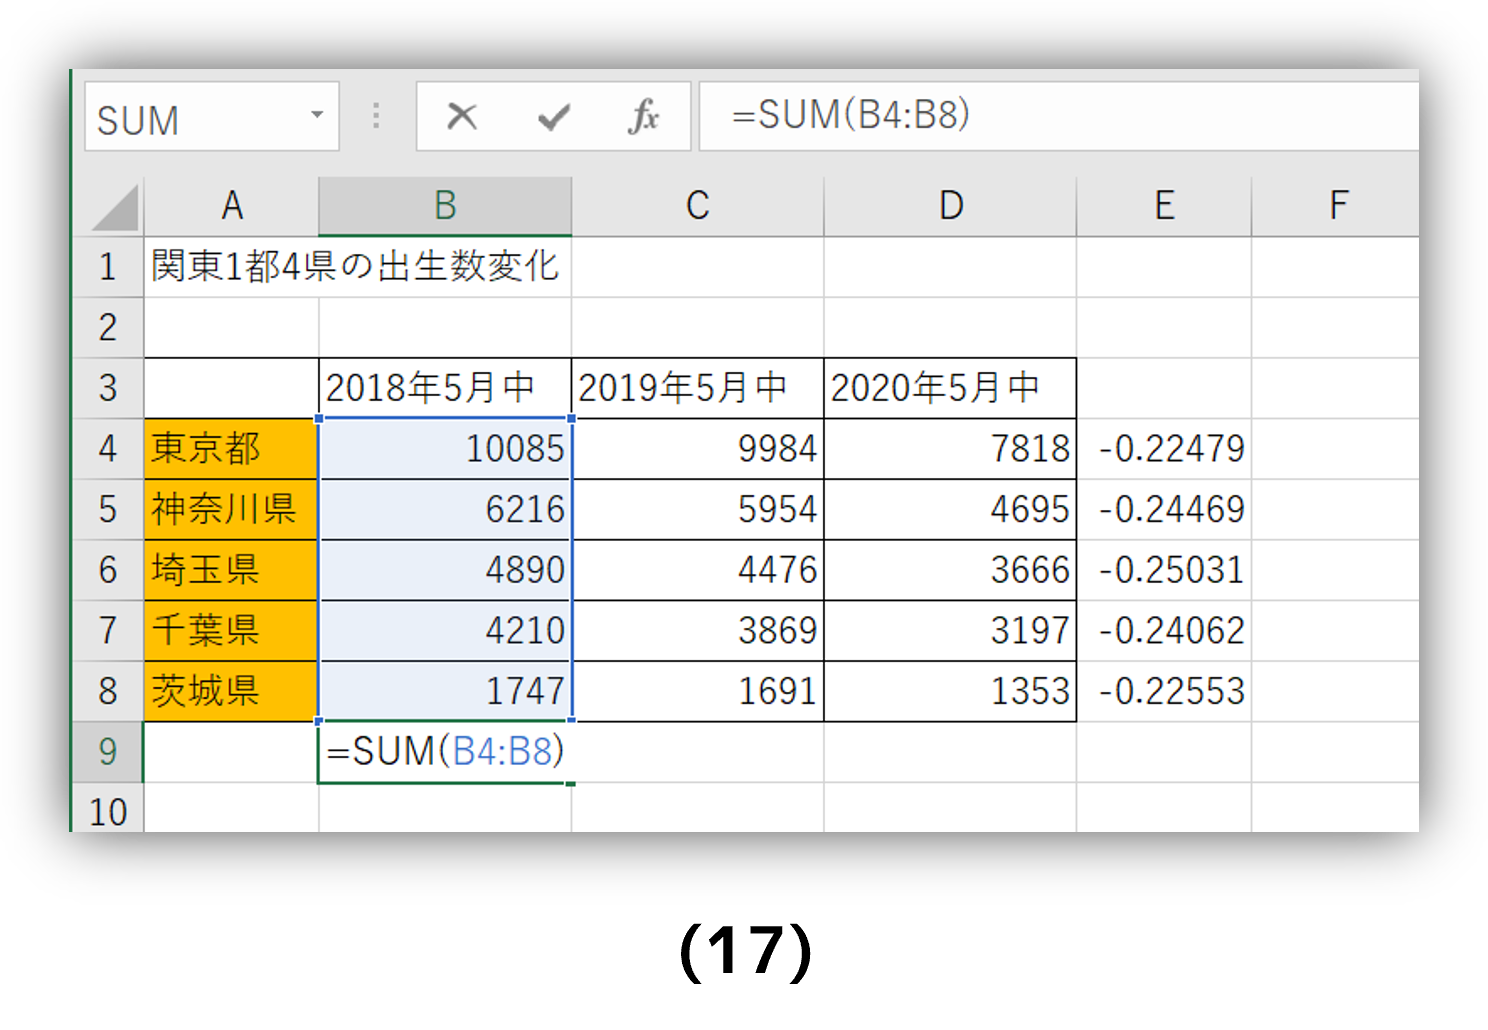 SUM fx =SUM(B4:B8)
A B C D E F
1 関東1都4県の出生数変化
2
3 2018年5月中 2019年5月中 2020年5月中
4 東京都 10085 9984 7818 -0.22479
5 神奈川県 6216 5954 4695 -0.24469
6 埼玉県 4890 4476 3666 -0.25031
7 千葉県 4210 3869 3197 -0.24062
8 茨城県 1747 1691 1353 -0.22553
9 =SUM(B4:B8)
10
(17)